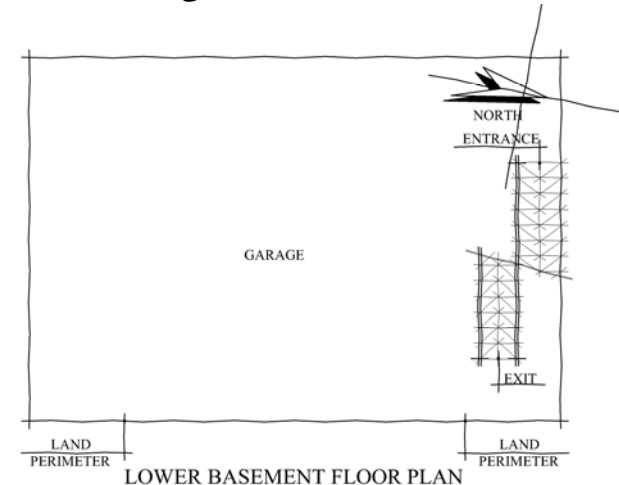 NORTH
ENTRANCE
GARAGE
EXIT
LAND
PERIMETER
LAND
PERIMETER
LOWER BASEMENT FLOOR PLAN